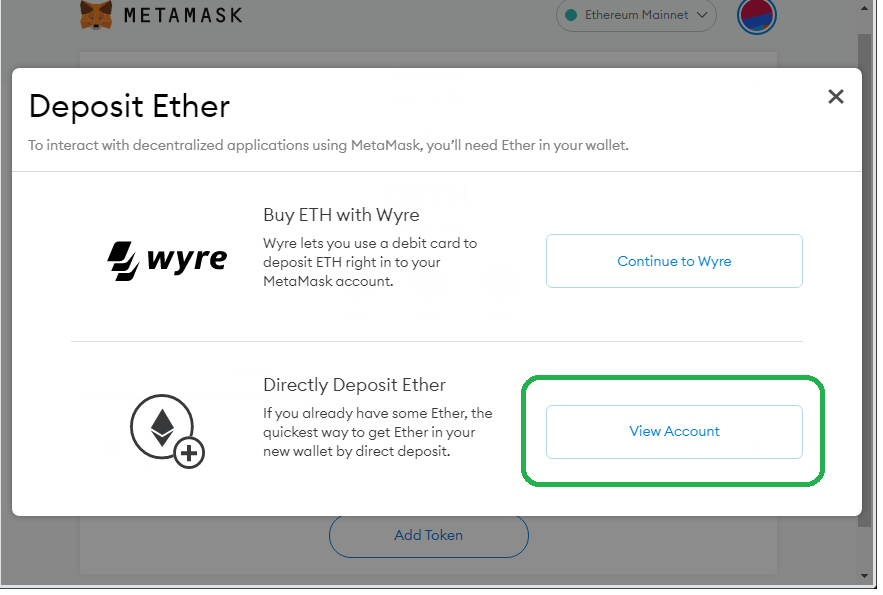 METAMASK
Ethereum Mainnet
Deposit Ether
To interact with decentralized applications using MetaMask, you’ll need Ether in your wallet.
Buy ETH with Wyre
wyre
Wyre lets you use a debit card to
deposit ETH right in to your
MetaMask account.
Continue to Wyre
Directly Deposit Ether
If you already have some Ether, the
quickest way to get Ether in your
new wallet by direct deposit.
View Account
Add Token